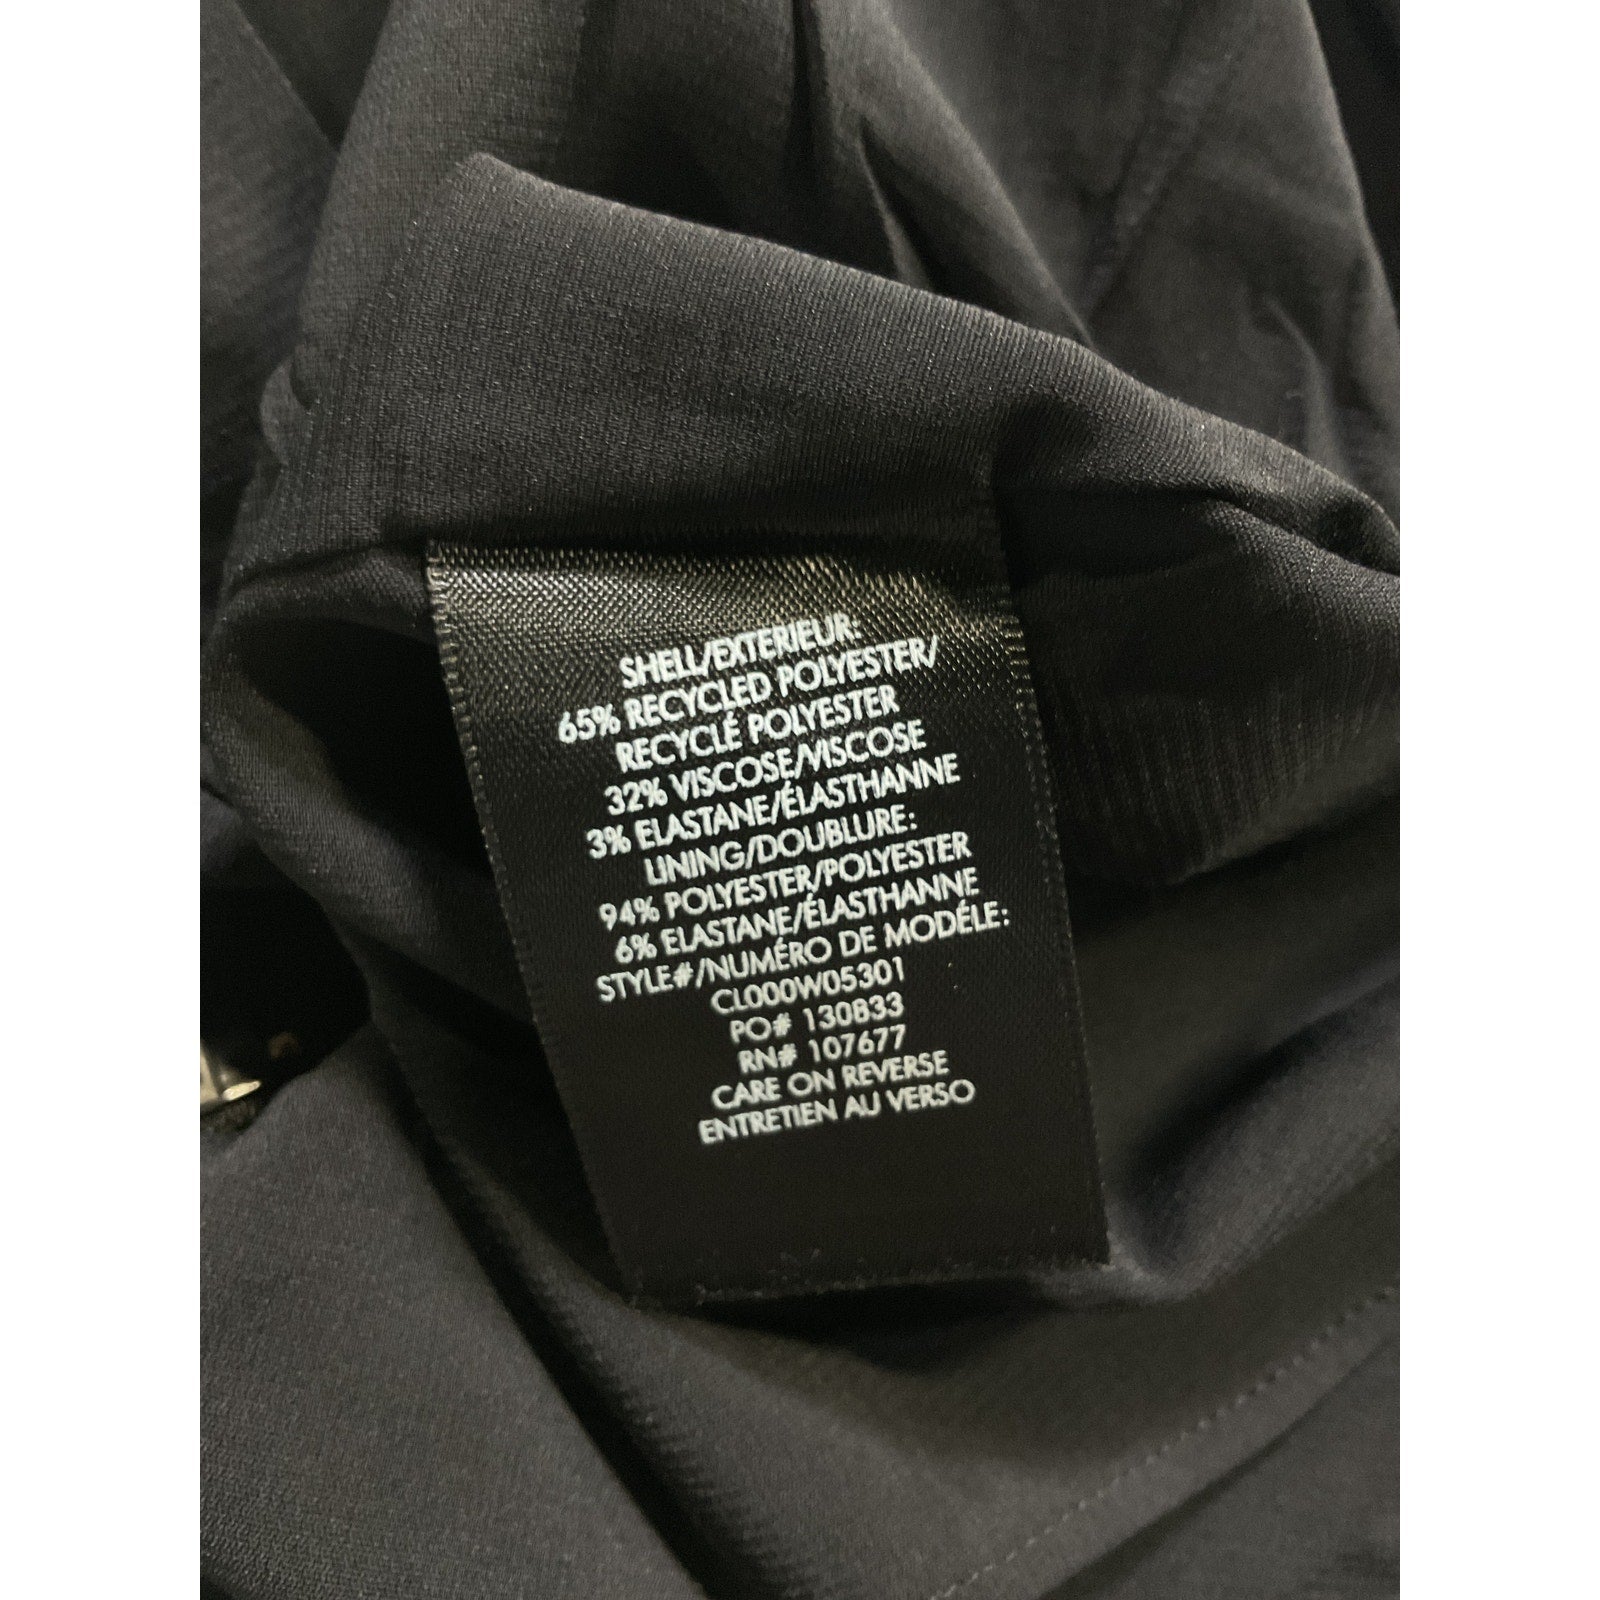 SHELL/EXTERIEUR:
65% RECYCLED POLYESTER/
RECYCLÉ POLYESTER
32% VISCOSE/VISCOSE
3% ELASTANE/ÉLASTHANNE
LINING/DOUBLURE:
94% POLYESTER/POLYESTER
6% ELASTANE/ÉLASTHANNE
STYLE#/NUMÉRO DE MODÉLE:
CL000W05301
PO# 130833
RN# 107677
CARE ON REVERSE
ENTRETIEN AU VERSO